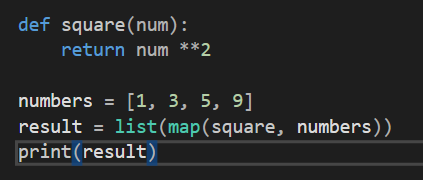 def square(num):
    return num **2

numbers = [1, 3, 5, 9]
result = list(map(square, numbers))
print(result)